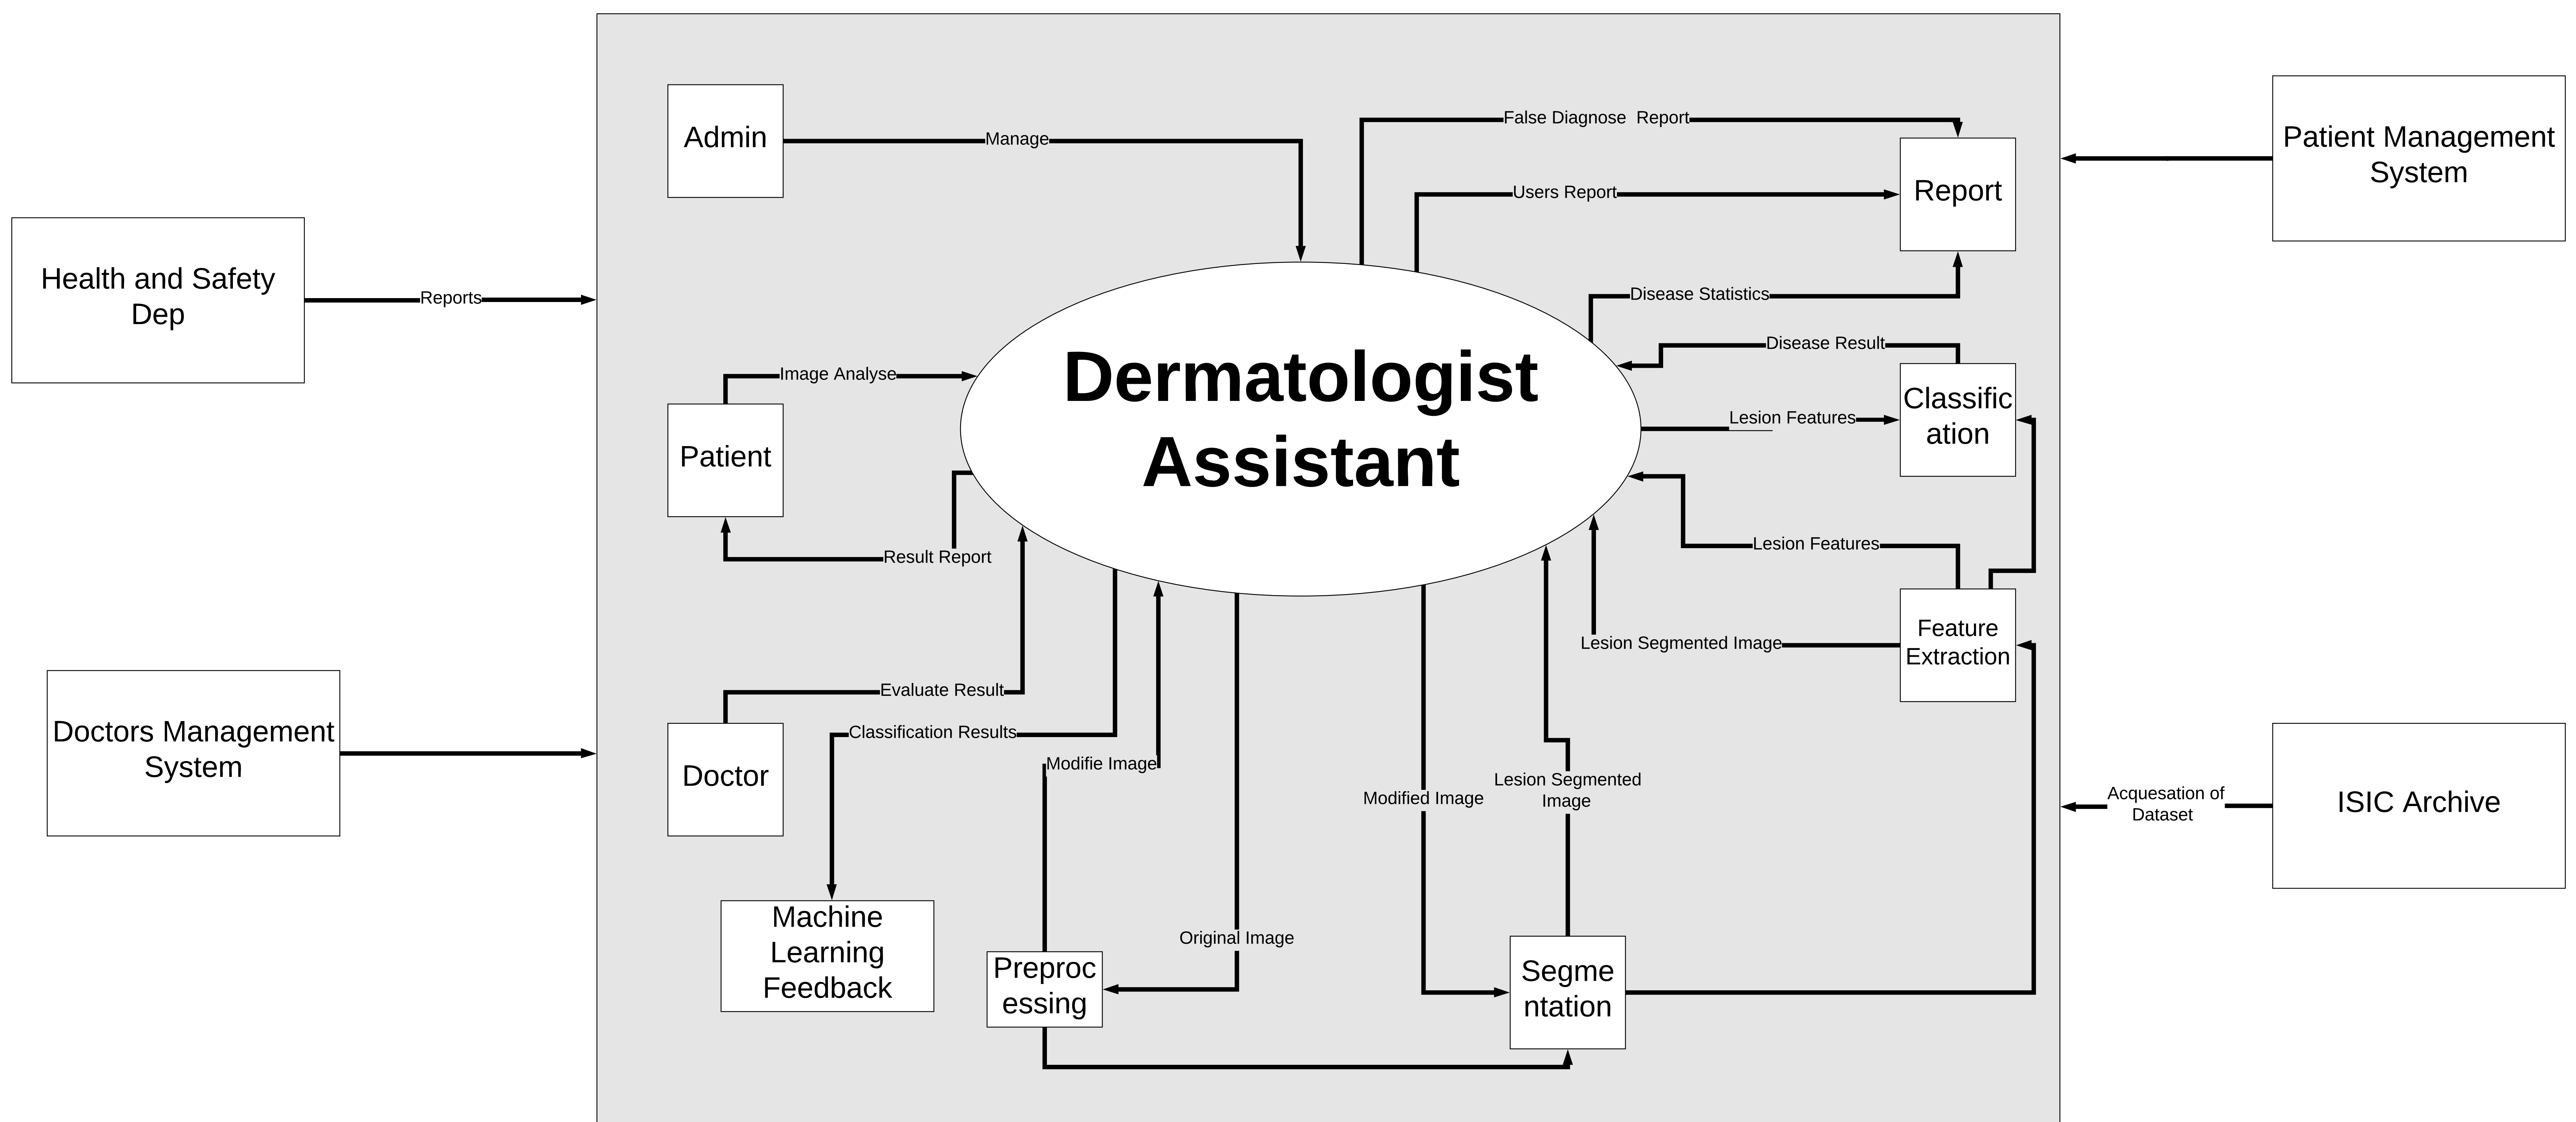 Admin
Manage
False Diagnose  Report
Users Report
Report
Patient Management
System
Health and Safety
Dep
Reports
Disease Statistics
Disease Result
Image Analyse
Dermatologist
Assistant
Classific
ation
Lesion Features
Patient
Result Report
Lesion Features
Feature
Extraction
Lesion Segmented Image
Evaluate Result
Doctors Management
System
Classification Results
Doctor
Modifie Image
Modified Image
Lesion Segmented
Image
Acquesation of
Dataset
ISIC Archive
Machine
Learning
Feedback
Original Image
Preproc
essing
Segme
ntation